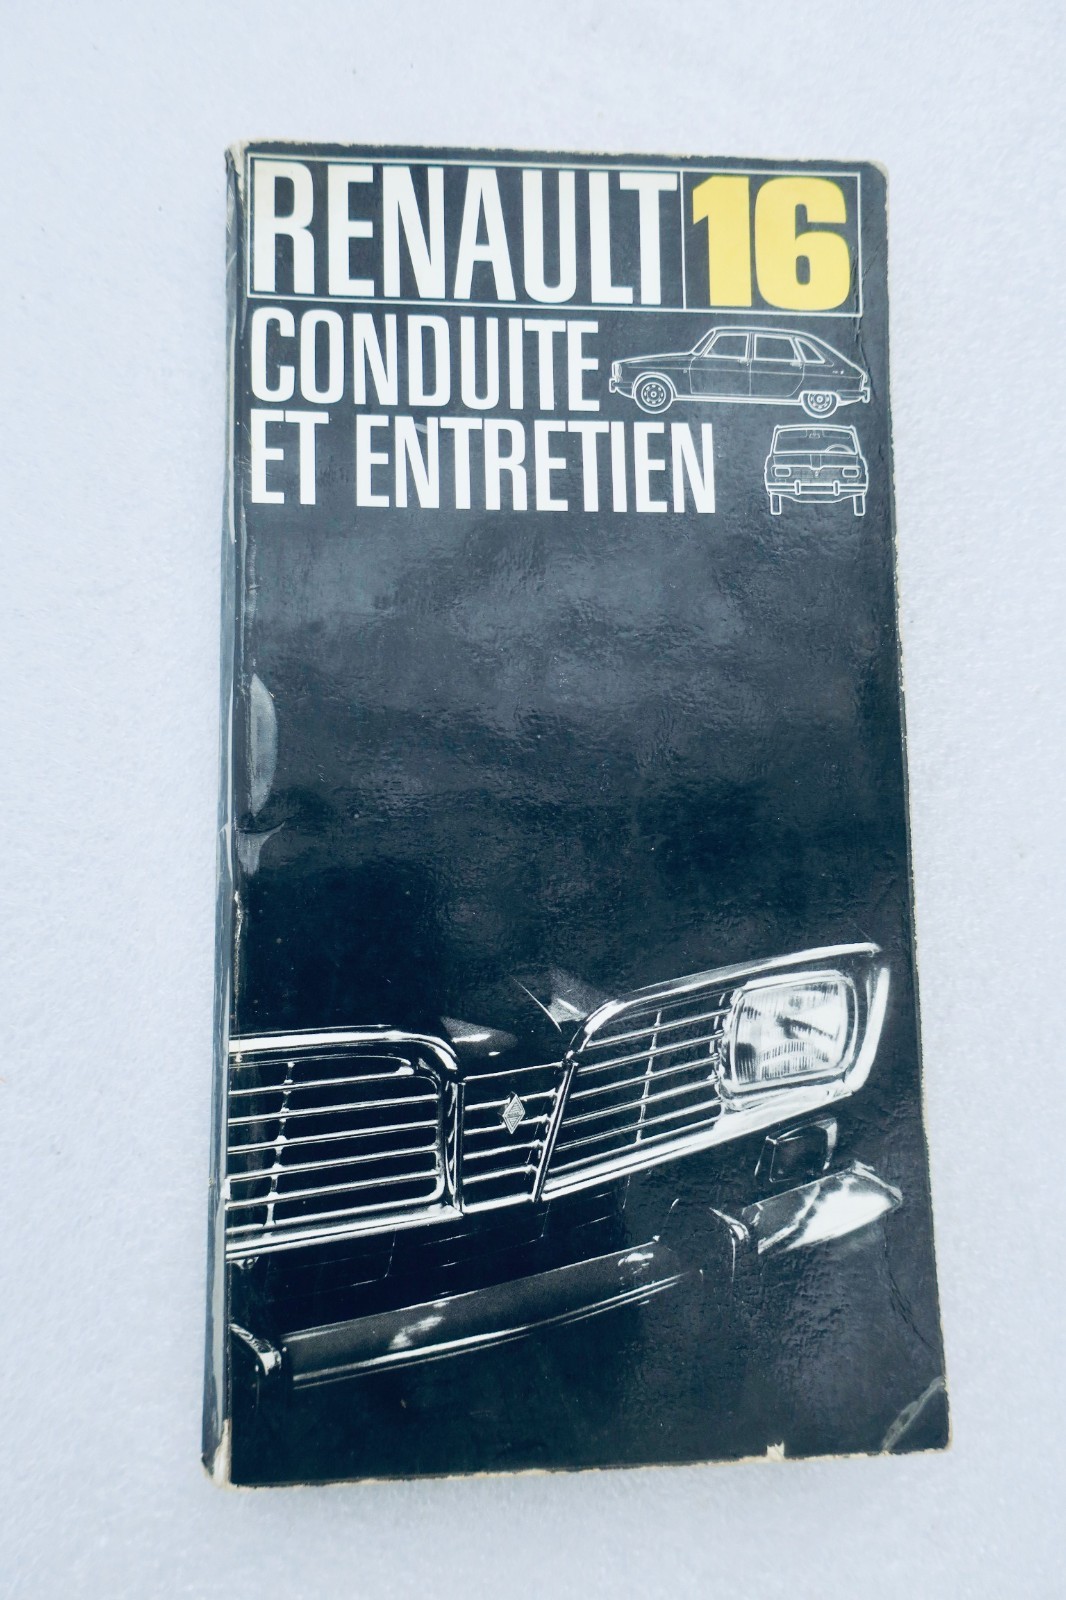 RENAULT 16
CONDUITE
ET ENTRETIEN